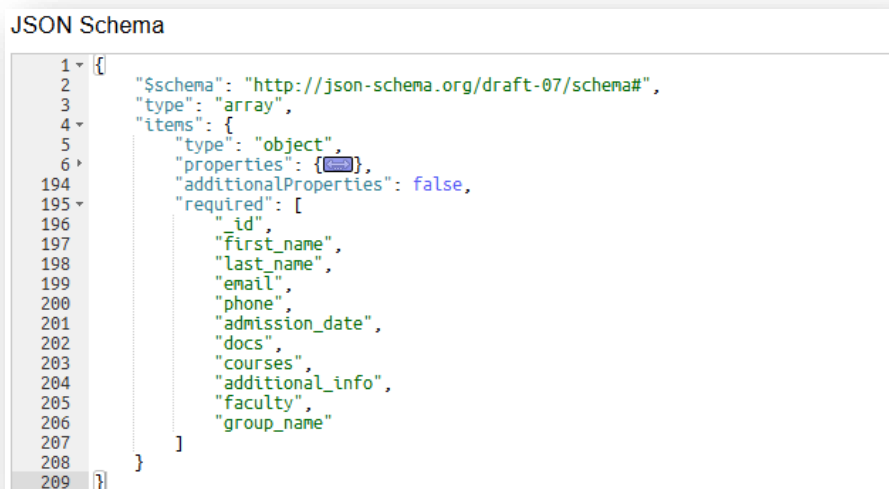 JSON Schema
1 {
2 "$schema": "http://json-schema.org/draft-07/schema#",
3 "type": "array",
4 "items": {
5 "type": "object",
6 "properties": {↔},
194 "additionalProperties": false,
195 "required": [
196 "_id",
197 "first_name",
198 "last_name",
199 "email",
200 "phone",
201 "admission_date",
202 "docs",
203 "courses",
204 "additional_info",
205 "faculty",
206 "group_name"
207 ]
208 }
209 }